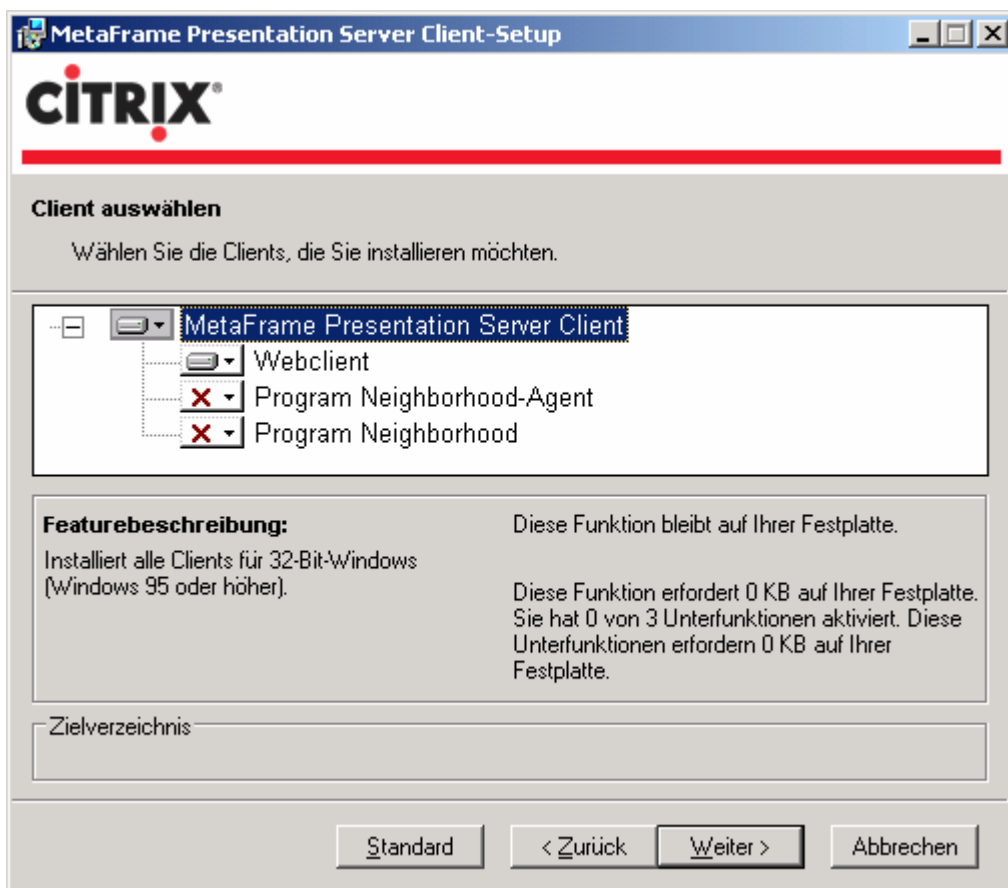 MetaFrame Presentation Server Client-Setup
CİTRỊX®
Client auswählen
Wählen Sie die Clients, die Sie installieren möchten.
MetaFrame Presentation Server Client
Webclient
Program Neighborhood-Agent
Program Neighborhood
Featurebeschreibung:
Installiert alle Clients für 32-Bit-Windows
(Windows 95 oder höher).
Diese Funktion bleibt auf Ihrer Festplatte.
Diese Funktion erfordert 0 KB auf Ihrer Festplatte.
Sie hat 0 von 3 Unterfunktionen aktiviert. Diese
Unterfunktionen erfordern 0 KB auf Ihrer
Festplatte.
Zielverzeichnis
Standard
< Zurück
Weiter >
Abbrechen